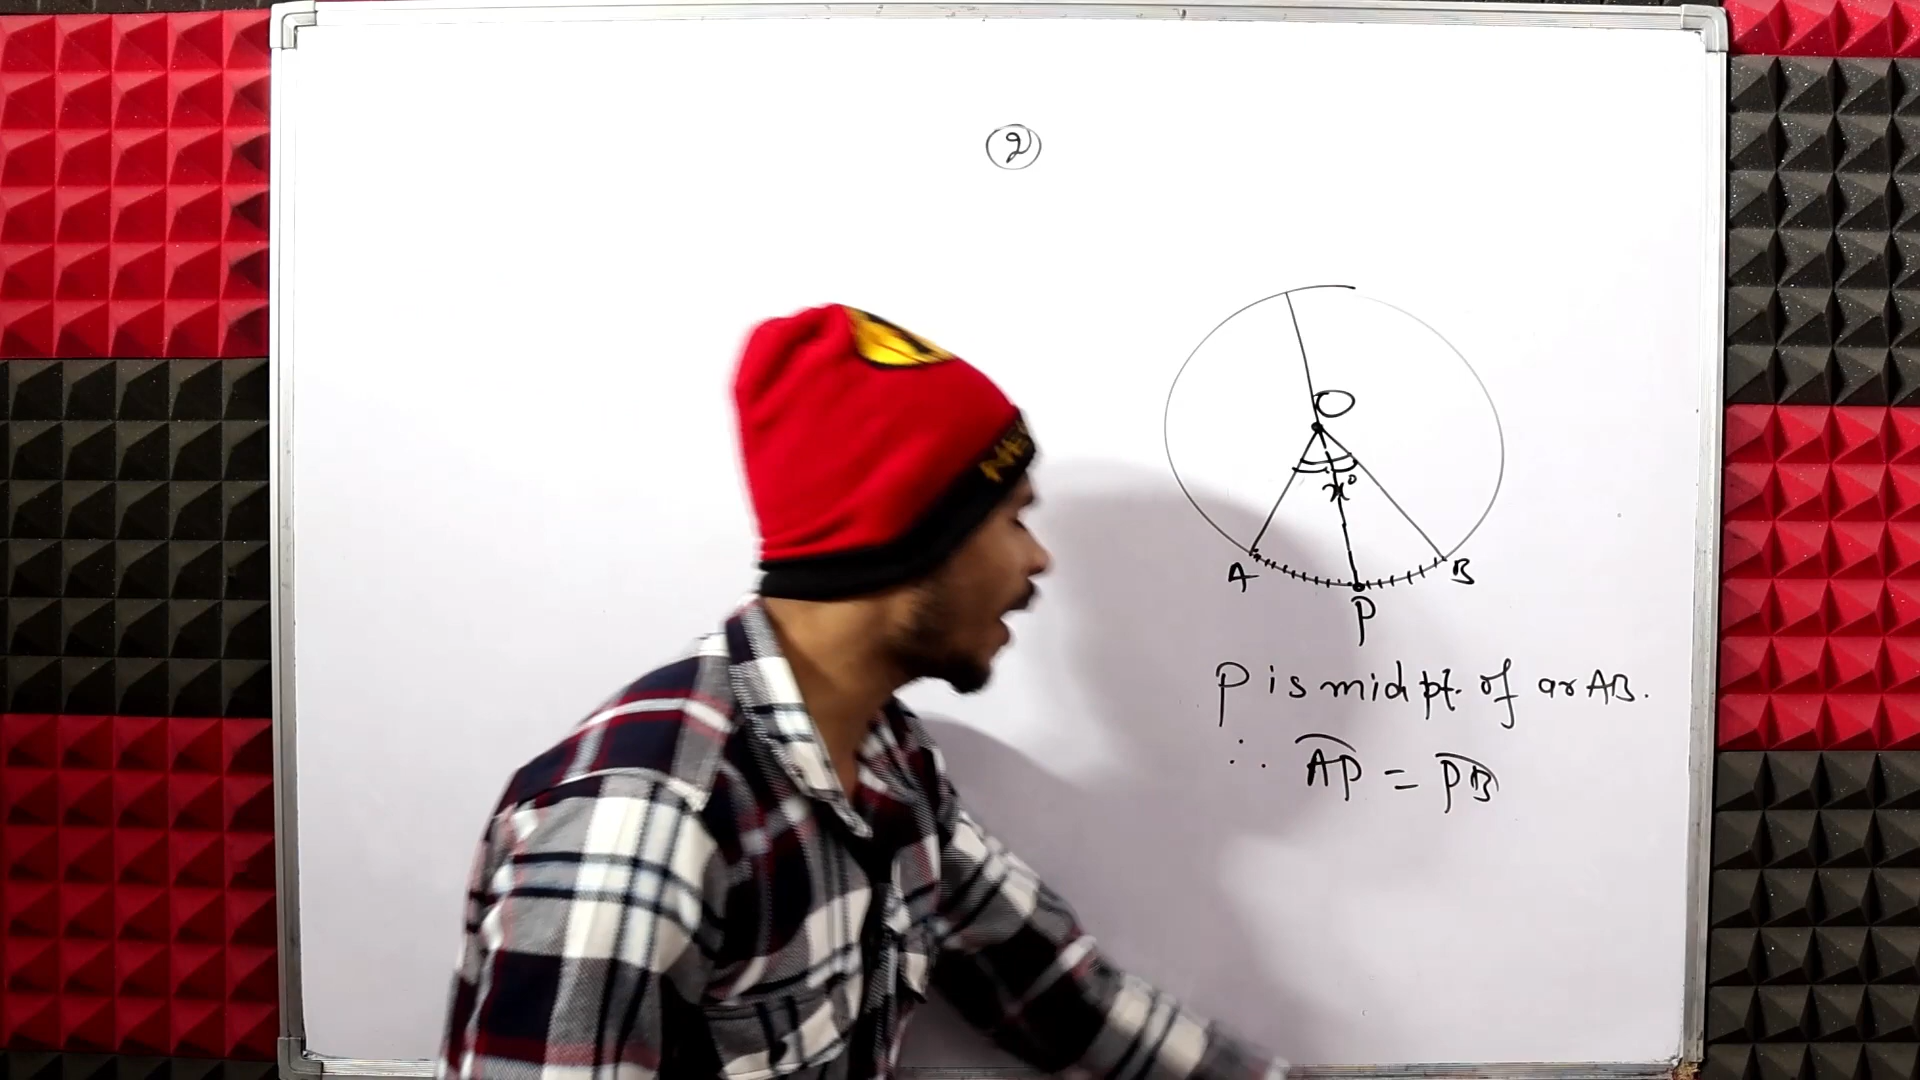 2
O
x°
A
B
P
P is mid pt. of ar AB.
∴ AP = PB